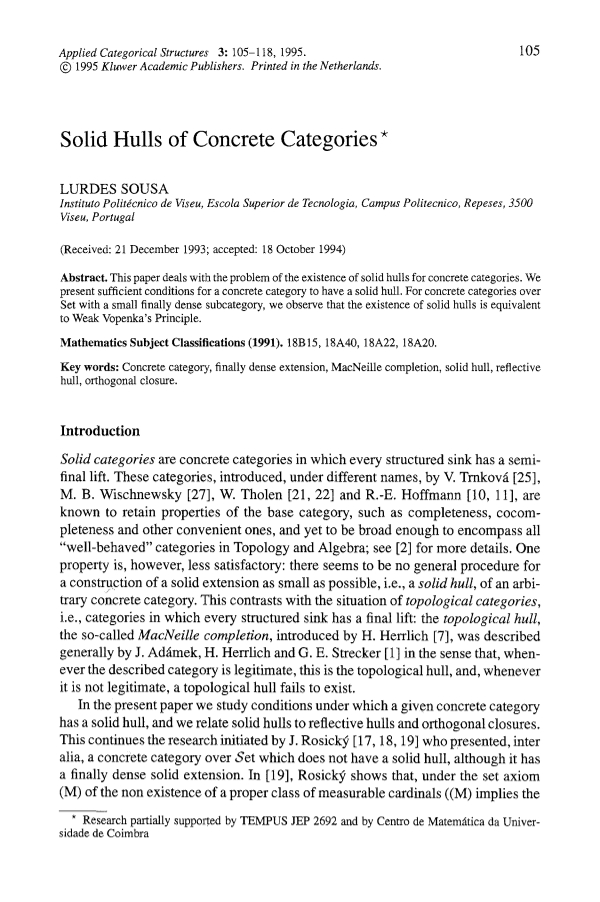 Applied Categorical Structures 3: 105–118, 1995.
105
© 1995 Kluwer Academic Publishers. Printed in the Netherlands.
Solid Hulls of Concrete Categories*
LURDES SOUSA
Instituto Politécnico de Viseu, Escola Superior de Tecnologia, Campus Politecnico, Repeses, 3500
Viseu, Portugal
(Received: 21 December 1993; accepted: 18 October 1994)
Abstract. This paper deals with the problem of the existence of solid hulls for concrete categories. We
present sufficient conditions for a concrete category to have a solid hull. For concrete categories over
Set with a small finally dense subcategory, we observe that the existence of solid hulls is equivalent
to Weak Vopenka's Principle.
Mathematics Subject Classifications (1991). 18B15, 18A40, 18A22, 18A20.
Key words: Concrete category, finally dense extension, MacNeille completion, solid hull, reflective
hull, orthogonal closure.
Introduction
Solid categories are concrete categories in which every structured sink has a semi-
final lift. These categories, introduced, under different names, by V. Trnková [25],
M. B. Wischnewsky [27], W. Tholen [21, 22] and R.-E. Hoffmann [10, 11], are
known to retain properties of the base category, such as completeness, cocom-
pleteness and other convenient ones, and yet to be broad enough to encompass all
“well-behaved” categories in Topology and Algebra; see [2] for more details. One
property is, however, less satisfactory: there seems to be no general procedure for
a construction of a solid extension as small as possible, i.e., a solid hull, of an arbi-
trary concrete category. This contrasts with the situation of topological categories,
i.e., categories in which every structured sink has a final lift: the topological hull,
the so-called MacNeille completion, introduced by H. Herrlich [7], was described
generally by J. Adámek, H. Herrlich and G. E. Strecker [1] in the sense that, when-
ever the described category is legitimate, this is the topological hull, and, whenever
it is not legitimate, a topological hull fails to exist.
In the present paper we study conditions under which a given concrete category
has a solid hull, and we relate solid hulls to reflective hulls and orthogonal closures.
This continues the research initiated by J. Rosický [17, 18, 19] who presented, inter
alia, a concrete category over Set which does not have a solid hull, although it has
a finally dense solid extension. In [19], Rosický shows that, under the set axiom
(M) of the non existence of a proper class of measurable cardinals ((M) implies the
* Research partially supported by TEMPUS JEP 2692 and by Centro de Matemática da Univer-
sidade de Coimbra